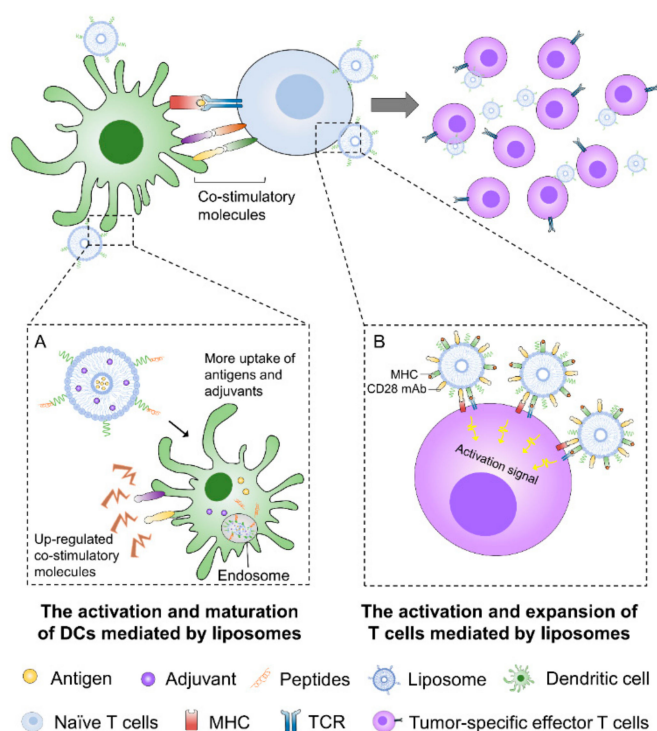 Co-stimulatory
molecules
A
More uptake of
antigens and
adjuvants
Up-regulated
co-stimulatory
molecules
Endosome
B
MHC
CD28 mAb
Activation signal
The activation and maturation
of DCs mediated by liposomes
The activation and expansion of
T cells mediated by liposomes
Antigen
Adjuvant
Peptides
Liposome
Dendritic cell
Naïve T cells
MHC
TCR
Tumor-specific effector T cells